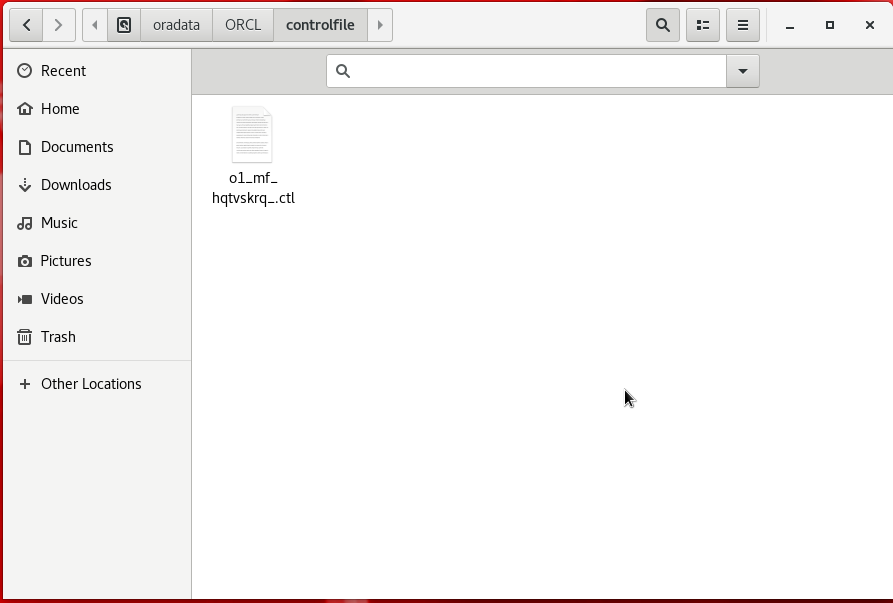 oradata
ORCL
controlfile
Recent
Home
Documents
Downloads
Music
Pictures
Videos
Trash
Other Locations
o1_mf_
hqtvskrq_.ctl